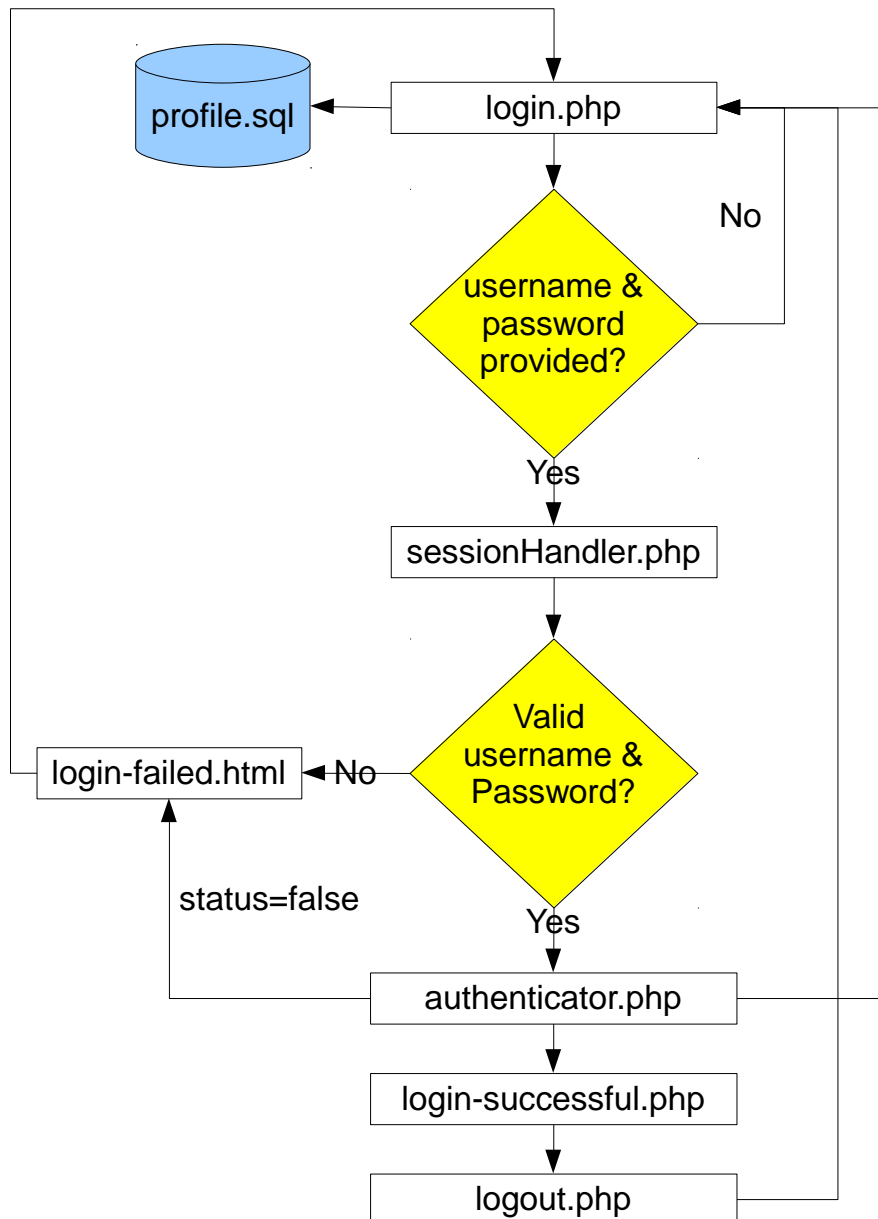 profile.sql
login.php
No
username &
password
provided?
Yes
sessionHandler.php
Valid
username &
Password?
login-failed.html
No
status=false
Yes
authenticator.php
login-successful.php
logout.php